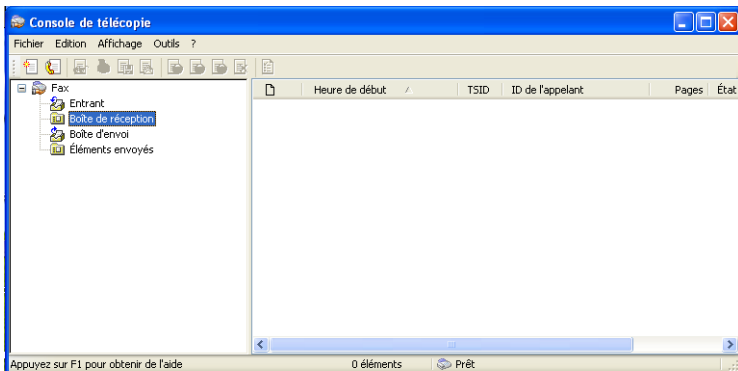 Console de télécopie
Fichier Edition Affichage Outils ?
Fax
Entrant
Boîte de réception
Boîte d'envoi
Éléments envoyés
Heure de début TSID ID de l'appelant Pages État
Appuyez sur F1 pour obtenir de l'aide 0 éléments Prêt